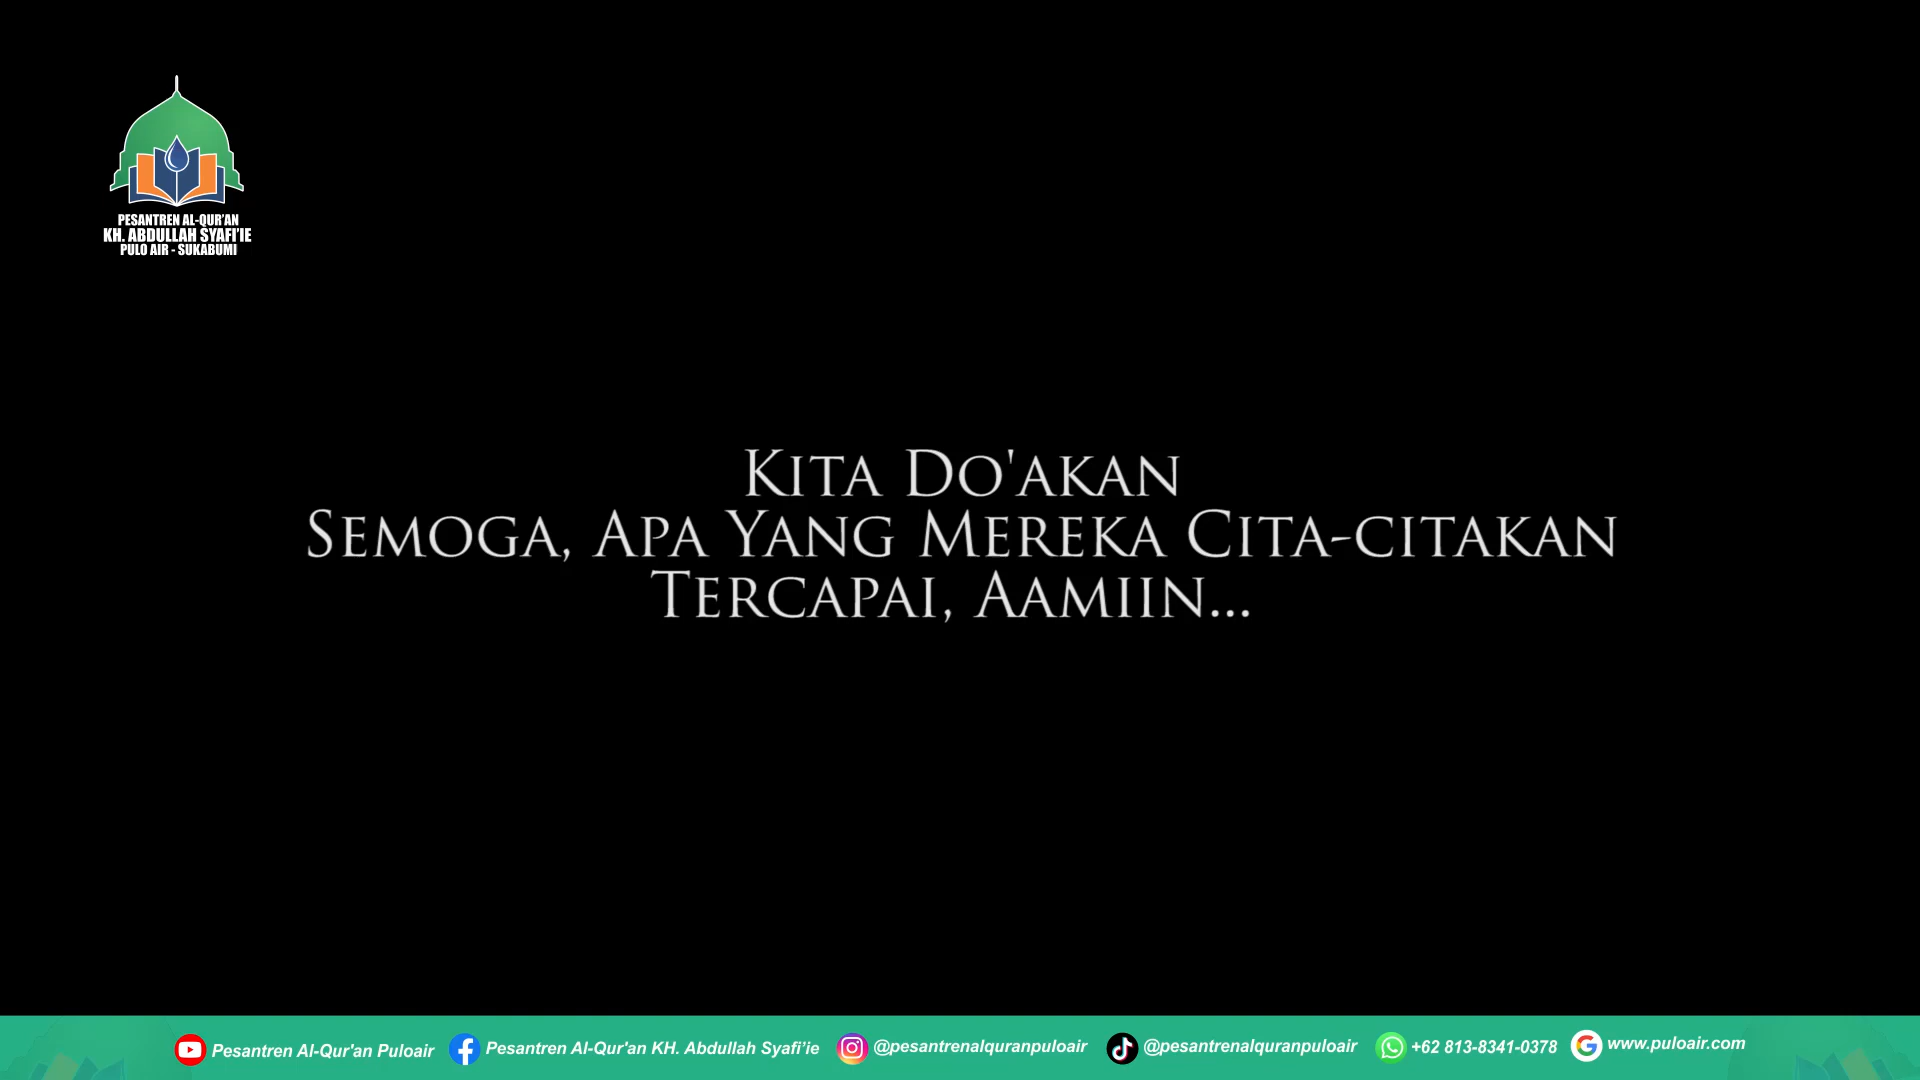 PESANTREN AL-QUR'AN
KH. ABDULLAH SYAFI'IE
PULO AIR - SUKABUMI
Kita Do'akan
Semoga, Apa Yang Mereka Cita-citakan
Tercapai, Aamiin...
Pesantren Al-Qur'an Puloair
Pesantren Al-Qur'an KH. Abdullah Syafi’ie
@pesantrenalquranpuloair
@pesantrenalquranpuloair
+62 813-8341-0378
www.puloair.com